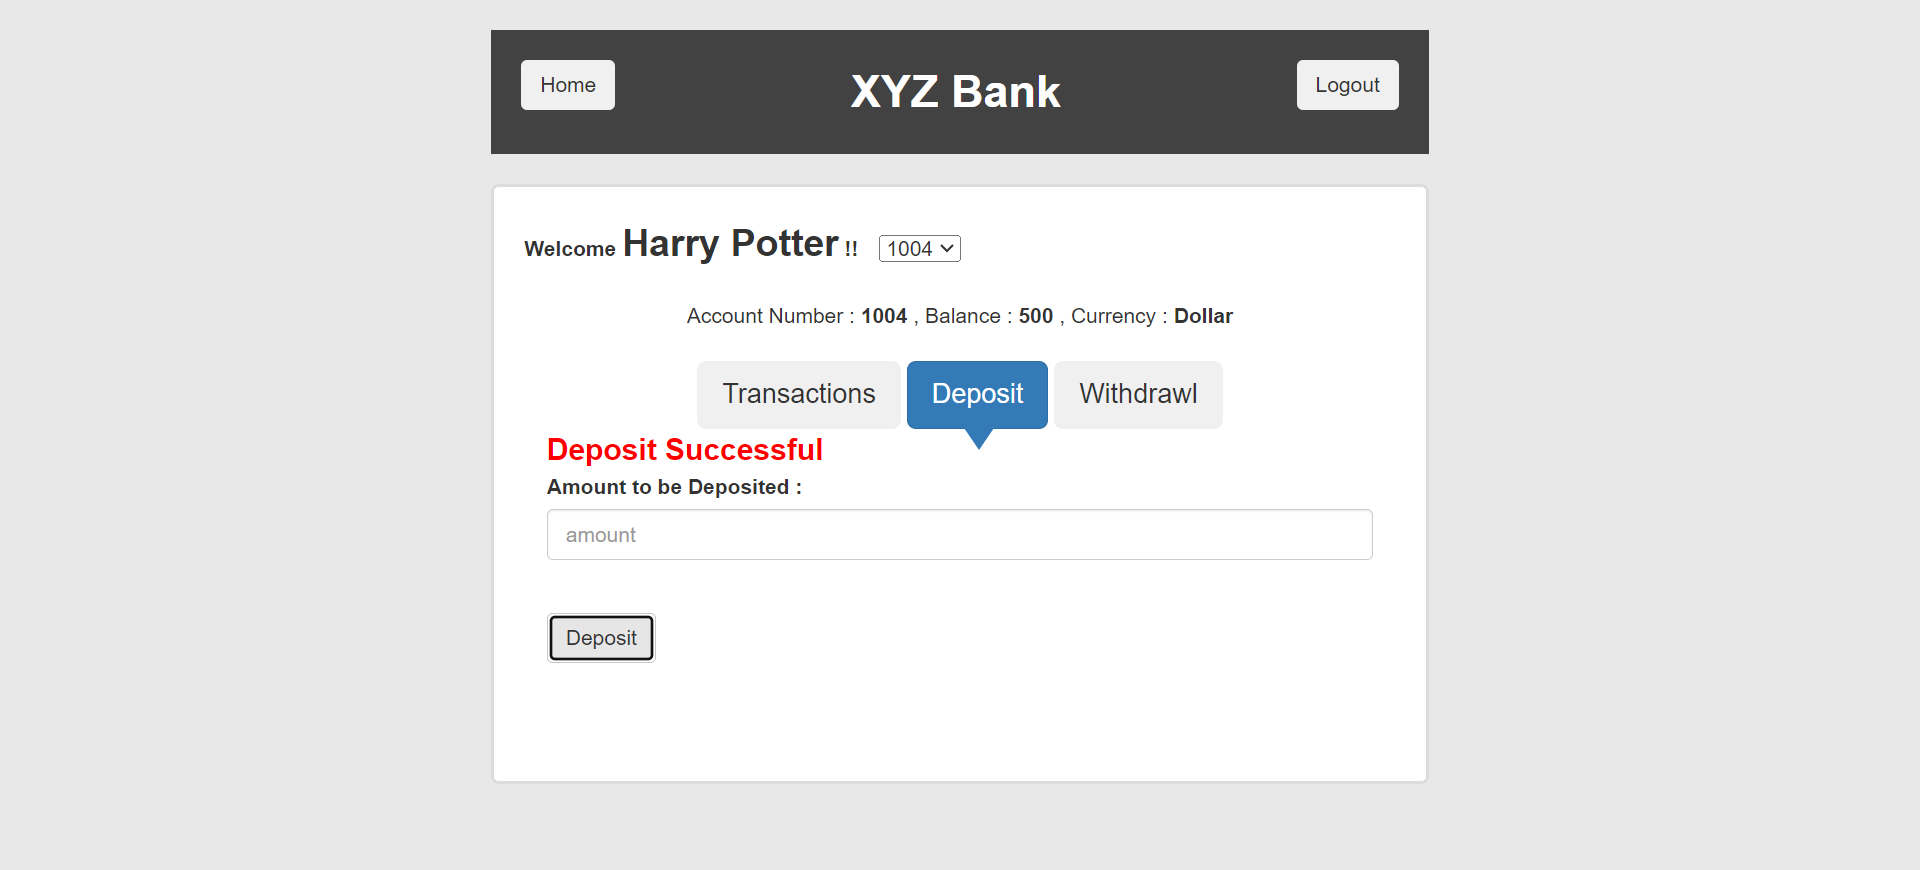 Home
XYZ Bank
Logout
Welcome Harry Potter !! 1004
Account Number : 1004 , Balance : 500 , Currency : Dollar
Transactions
Deposit
Withdrawl
Deposit Successful
Amount to be Deposited :
amount
Deposit